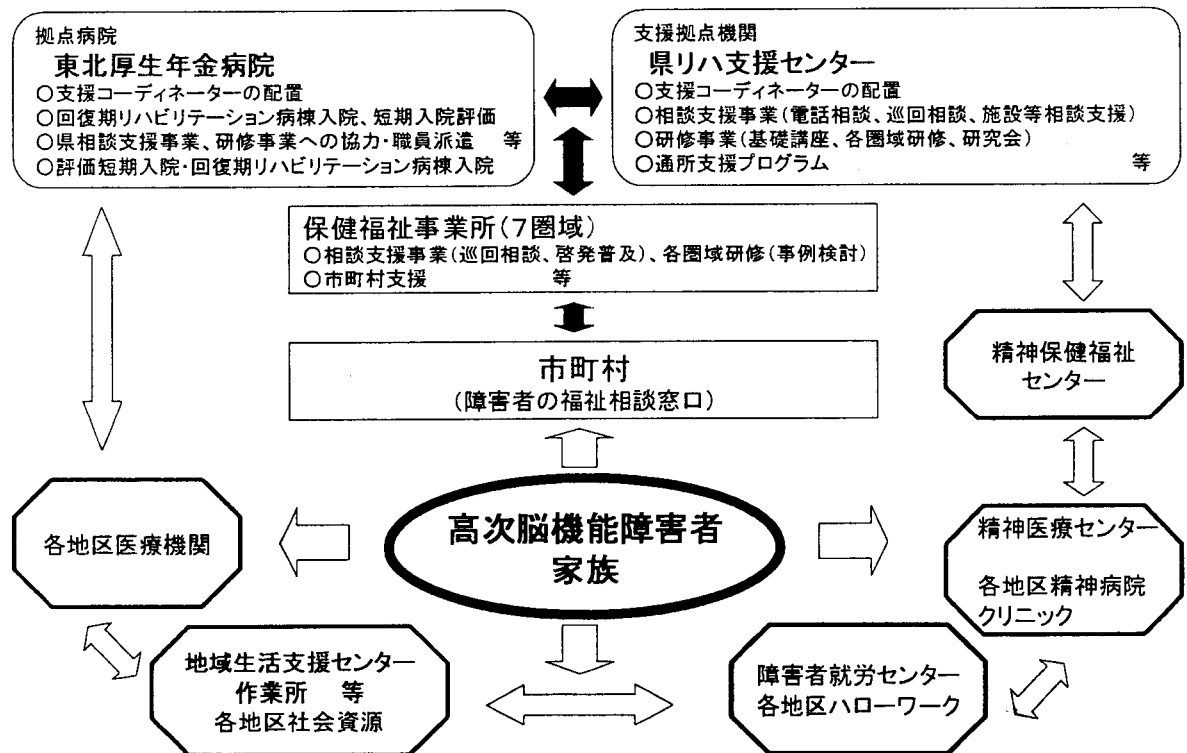 拠点病院
東北厚生年金病院
○支援コーディネーターの配置
○回復期リハビリテーション病棟入院、短期入院評価
○県相談支援事業、研修事業への協力・職員派遣　等
○評価短期入院・回復期リハビリテーション病棟入院
支援拠点機関
県リハ支援センター
○支援コーディネーターの配置
○相談支援事業(電話相談、巡回相談、施設等相談支援)
○研修事業(基礎講座、各圏域研修、研究会)
○通所支援プログラム　等
保健福祉事業所(7圏域)
○相談支援事業(巡回相談、啓発普及)、各圏域研修(事例検討)
○市町村支援　等
市町村
(障害者の福祉相談窓口)
精神保健福祉
センター
高次脳機能障害者
家族
各地区医療機関
精神医療センター
各地区精神病院
クリニック
地域生活支援センター
作業所　等
各地区社会資源
障害者就労センター
各地区ハローワーク